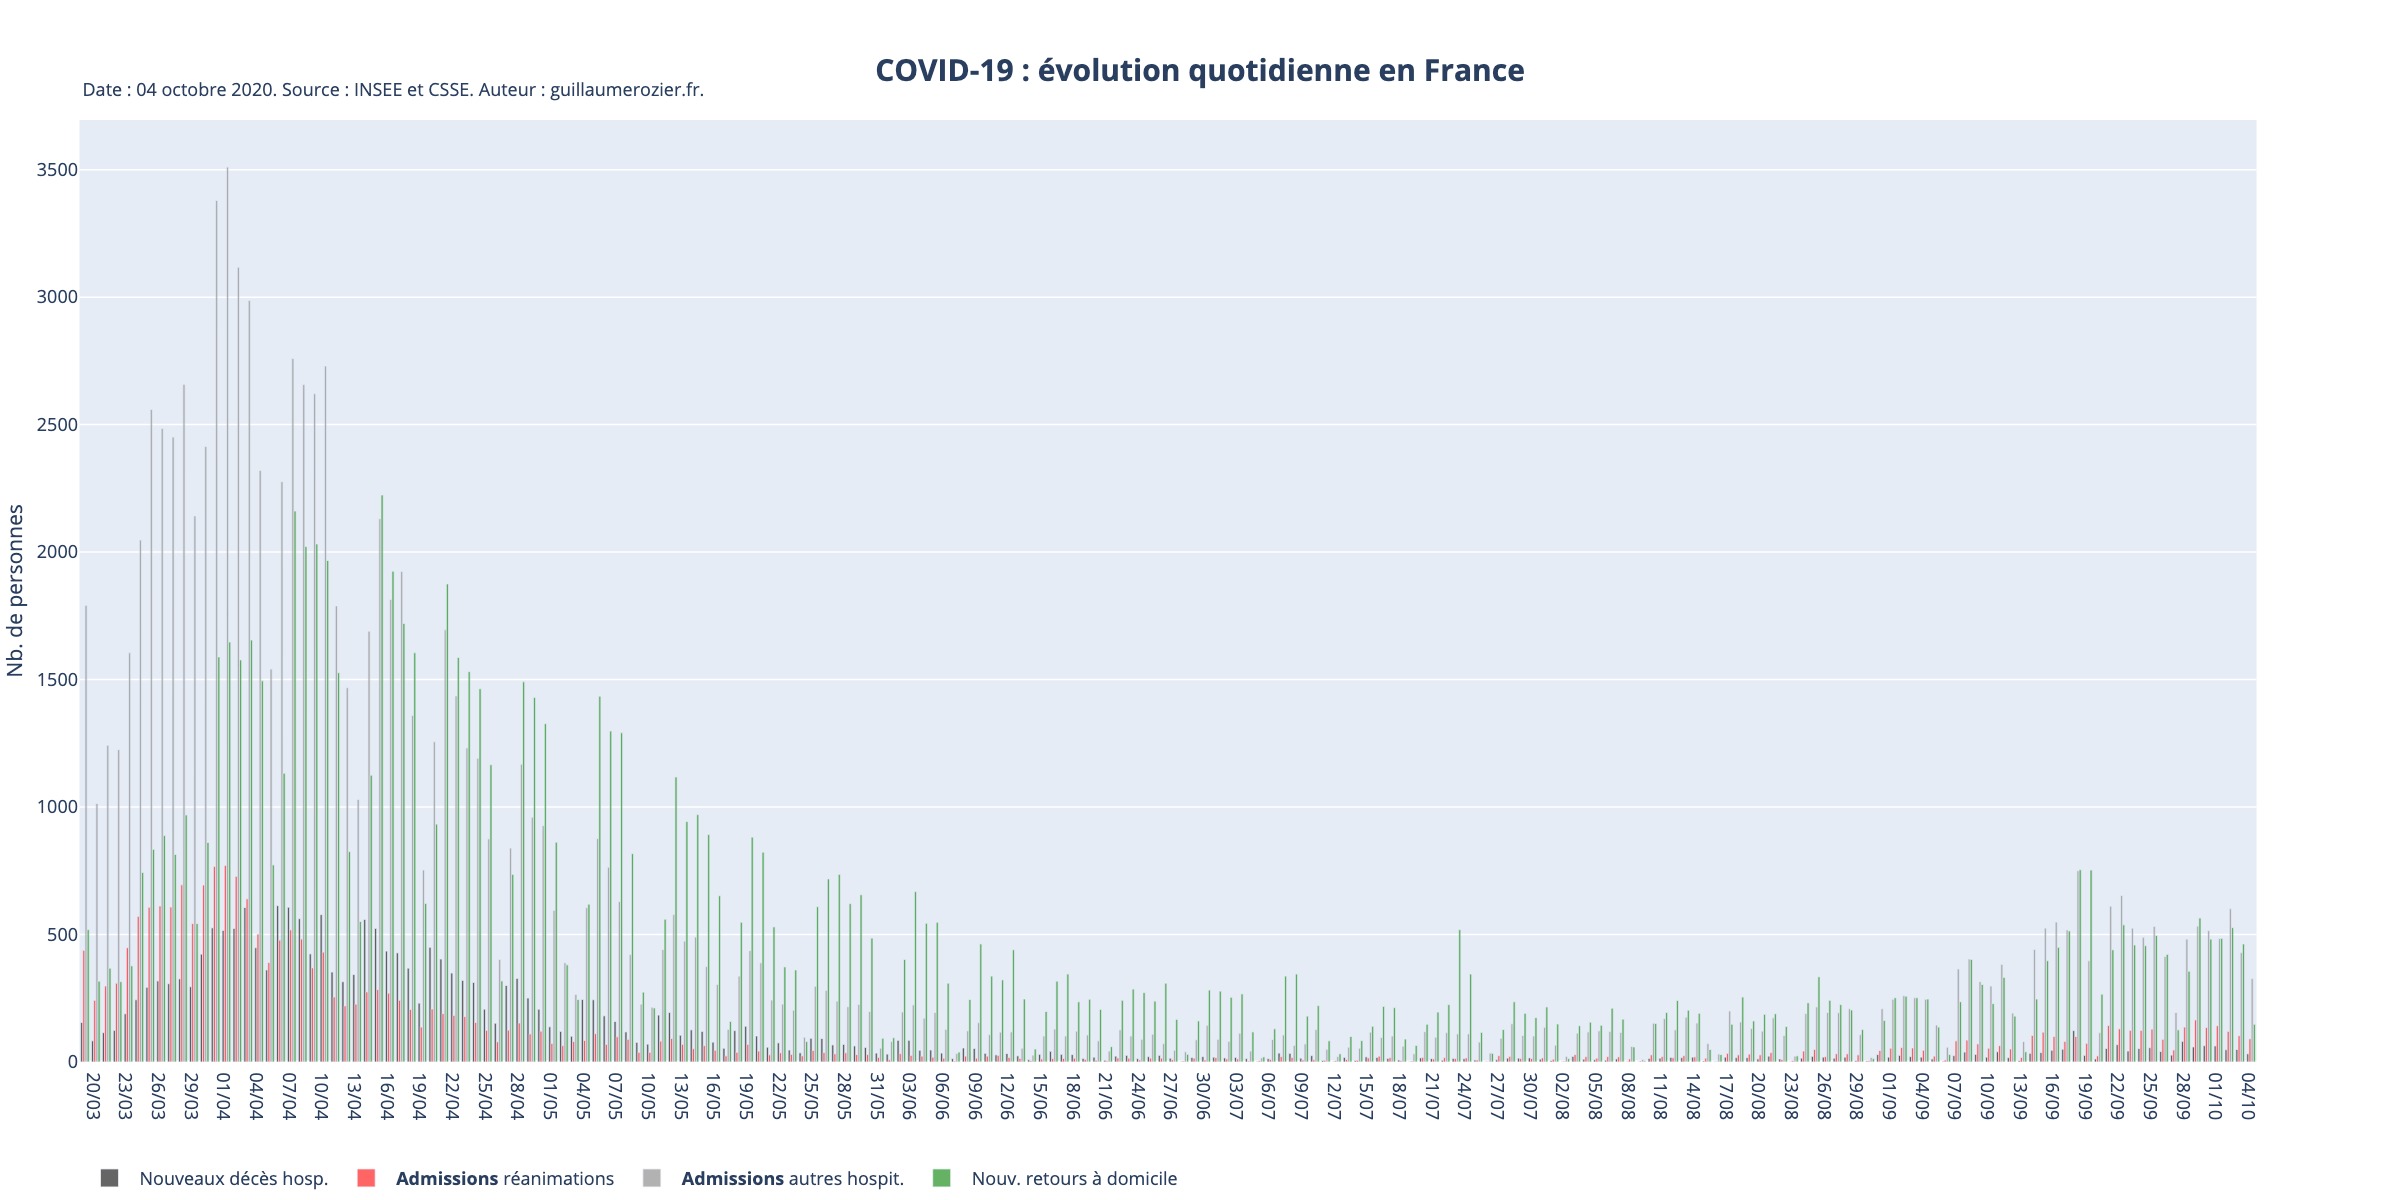 COVID-19 : évolution quotidienne en France
Date : 04 octobre 2020. Source : INSEE et CSSE. Auteur : guillaumerozier.fr.
Nb. de personnes
3500
3000
2500
2000
1500
1000
500
0
20/03 23/03 26/03 29/03 01/04 04/04 07/04 10/04 13/04 16/04 19/04 22/04 25/04 28/04 01/05 04/05 07/05 10/05 13/05 16/05 19/05 22/05 25/05 28/05 31/05 03/06 06/06 09/06 12/06 15/06 18/06 21/06 24/06 27/06 30/06 03/07 06/07 09/07 12/07 15/07 18/07 21/07 24/07 27/07 30/07 02/08 05/08 08/08 11/08 14/08 17/08 20/08 23/08 26/08 29/08 01/09 04/09 07/09 10/09 13/09 16/09 19/09 22/09 25/09 28/09 01/10 04/10
Nouveaux décès hosp. Admissions réanimations Admissions autres hospit. Nouv. retours à domicile